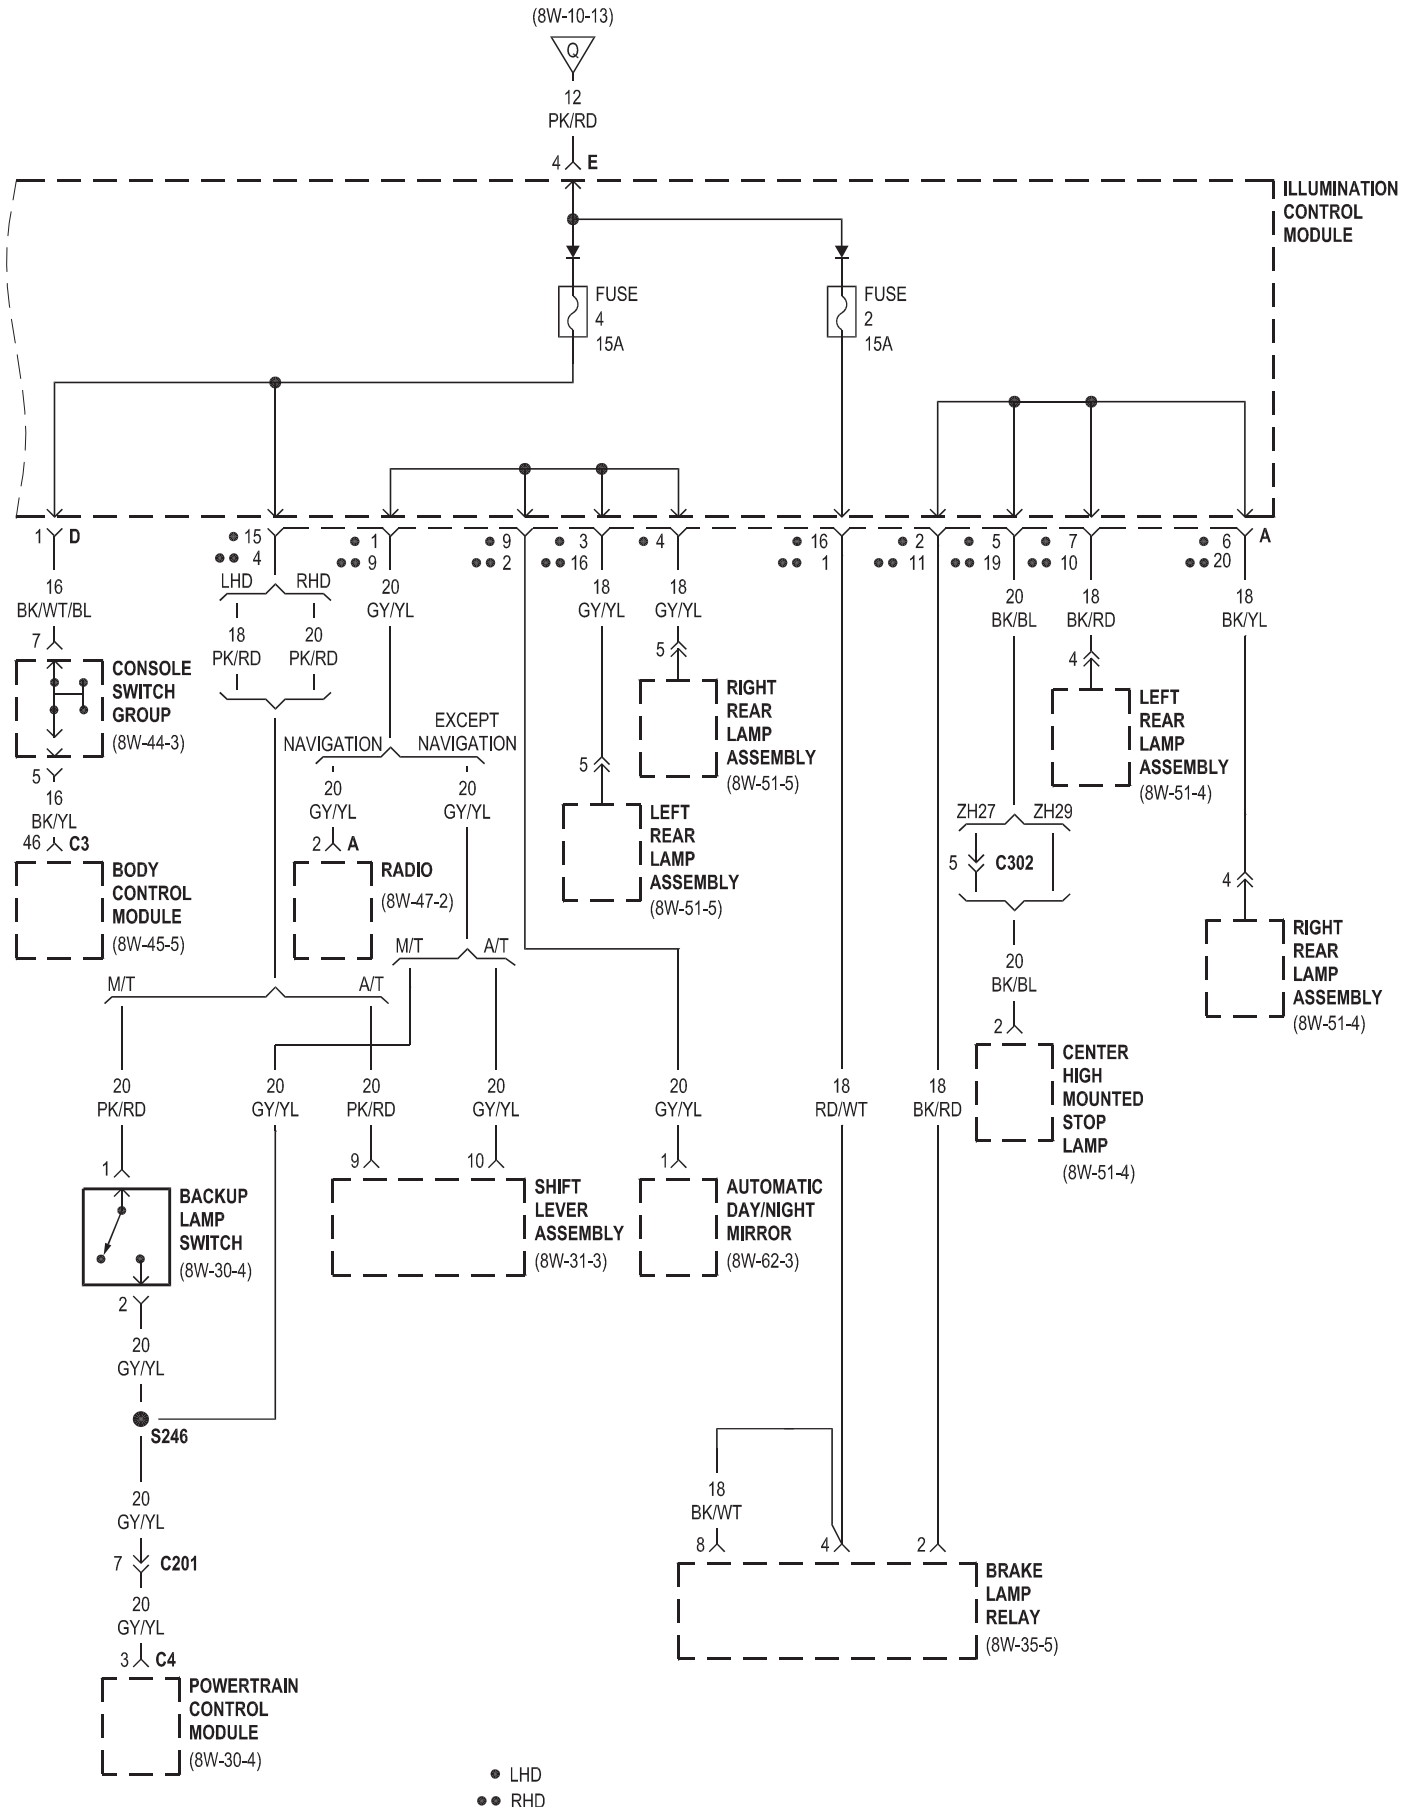 (8W-10-13)
Q
12
PK/RD
4 E
ILLUMINATION
CONTROL
MODULE
FUSE
4
15A
FUSE
2
15A
1 D
15
4
1
9
9
2
3
16
4
16
1
2
11
5
19
7
10
6
20
A
16
BK/WT/BL
LHD RHD
18
PK/RD
20
PK/RD
20
GY/YL
18
GY/YL
18
GY/YL
20
BK/BL
18
BK/RD
18
BK/YL
7
CONSOLE
SWITCH
GROUP
(8W-44-3)
5
16
BK/YL
46 C3
BODY
CONTROL
MODULE
(8W-45-5)
NAVIGATION
EXCEPT
NAVIGATION
20
GY/YL
20
GY/YL
2 A
RADIO
(8W-47-2)
5
RIGHT
REAR
LAMP
ASSEMBLY
(8W-51-5)
5
LEFT
REAR
LAMP
ASSEMBLY
(8W-51-5)
4
LEFT
REAR
LAMP
ASSEMBLY
(8W-51-4)
ZH27 ZH29
5 C302
20
BK/BL
2
CENTER
HIGH
MOUNTED
STOP
LAMP
(8W-51-4)
4
RIGHT
REAR
LAMP
ASSEMBLY
(8W-51-4)
M/T A/T
M/T A/T
20
PK/RD
20
GY/YL
20
PK/RD
20
GY/YL
20
GY/YL
18
RD/WT
18
BK/RD
1
BACKUP
LAMP
SWITCH
(8W-30-4)
2
9
10
SHIFT
LEVER
ASSEMBLY
(8W-31-3)
1
AUTOMATIC
DAY/NIGHT
MIRROR
(8W-62-3)
20
GY/YL
S246
20
GY/YL
7 C201
20
GY/YL
3 C4
POWERTRAIN
CONTROL
MODULE
(8W-30-4)
18
BK/WT
8
4
2
BRAKE
LAMP
RELAY
(8W-35-5)
LHD
RHD